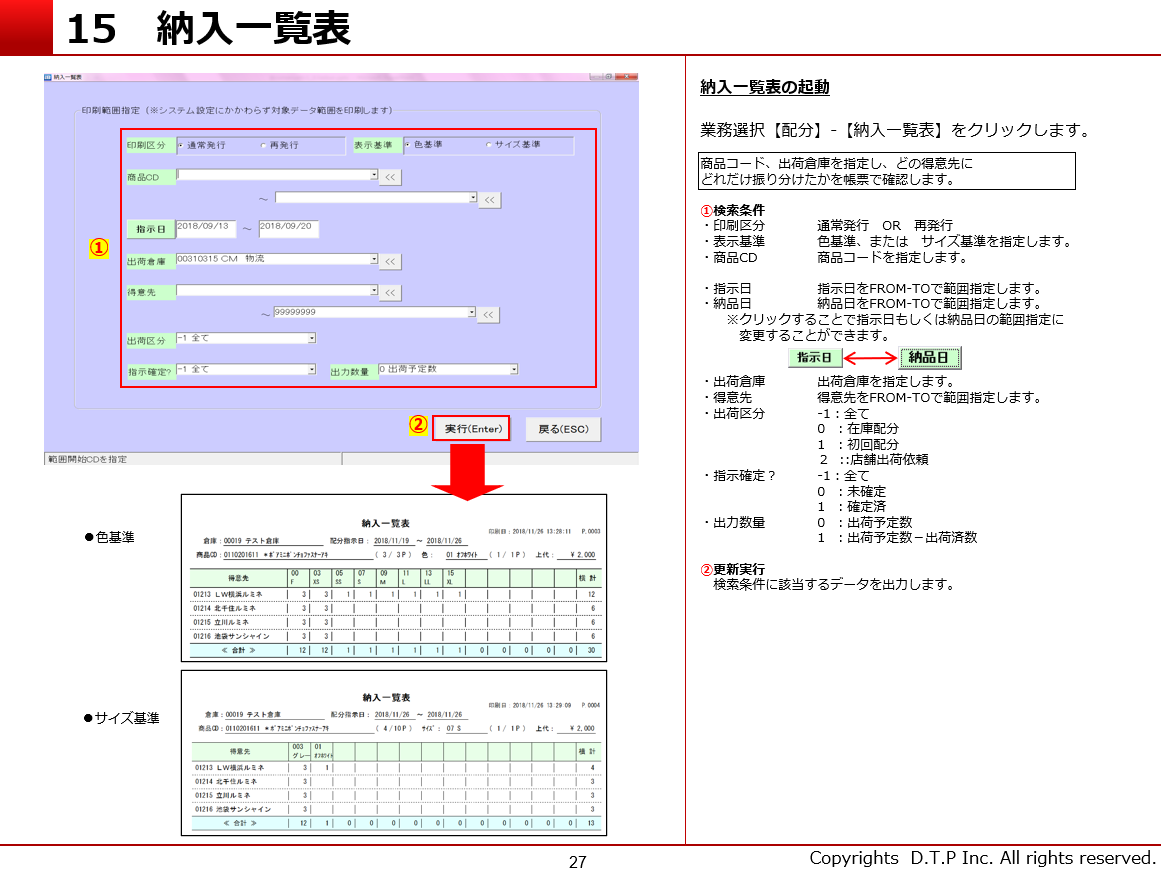 15　納入一覧表
納入一覧表
印刷範囲指定（※システム設定にかかわらず対象データ範囲を印刷します）
印刷区分 通常発行 再発行 表示基準 色基準 サイズ基準
商品CD <<
～ <<
指示日 2018/09/13 ～ 2018/09/20
①
出荷倉庫 00310315 CM 物流 <<
得意先 <<
～ 99999999 <<
出荷区分 -1 全て
指示確定? -1 全て 出力数量 0 出荷予定数
② 実行(Enter) 戻る(ESC)
範囲開始CDを指定
●色基準
納入一覧表
印刷日：2018/11/26 13:28:11 P.0003
倉庫：00019 テスト倉庫 配分指示日： 2018/11/19 ～ 2018/11/26
商品CD：0110201611 ＊ﾎﾞｱﾐﾆﾎﾟﾝﾁｮﾌｧｽﾅｰｱｷ ( 3/ 3P) 色： 01 ｵﾌﾎﾜｲﾄ ( 1/ 1P) 上代： ¥ 2,000
得意先 00 F 03 XS 05 SS 07 S 09 M 11 L 13 LL 15 XL 横 計
01213 LW横浜ルミネ 3 3 1 1 1 1 1 1 12
01214 北千住ルミネ 3 3 6
01215 立川ルミネ 3 3 6
01216 池袋サンシャイン 3 3 6
≪ 合計 ≫ 12 12 1 1 1 1 1 1 0 0 0 0 0 30
●サイズ基準
納入一覧表
印刷日：2018/11/26 13:29:09 P.0004
倉庫：00019 テスト倉庫 配分指示日： 2018/11/26 ～ 2018/11/26
商品CD：0110201611 ＊ﾎﾞｱﾐﾆﾎﾟﾝﾁｮﾌｧｽﾅｰｱｷ ( 4/10P) ｻｲｽﾞ： 07 S ( 1/ 1P) 上代： ¥ 2,000
得意先 003 グレー 01 ｵﾌﾎﾜｲﾄ 横 計
01213 LW横浜ルミネ 3 1 4
01214 北千住ルミネ 3 3
01215 立川ルミネ 3 3
01216 池袋サンシャイン 3 3
≪ 合計 ≫ 12 1 0 0 0 0 0 0 0 0 0 0 0 13
納入一覧表の起動
業務選択【配分】-【納入一覧表】をクリックします。
商品コード、出荷倉庫を指定し、どの得意先に
どれだけ振り分けたかを帳票で確認します。
①検索条件
・印刷区分 通常発行　OR　再発行
・表示基準 色基準、または　サイズ基準を指定します。
・商品CD 商品コードを指定します。
・指示日 指示日をFROM-TOで範囲指定します。
・納品日 納品日をFROM-TOで範囲指定します。
※クリックすることで指示日もしくは納品日の範囲指定に
変更することができます。
指示日 納品日
・出荷倉庫 出荷倉庫を指定します。
・得意先 得意先をFROM-TOで範囲指定します。
・出荷区分 -1：全て
0 ：在庫配分
1 ：初回配分
２ ::店舗出荷依頼
・指示確定？ -1：全て
0 ：未確定
1 ：確定済
・出力数量 0 ：出荷予定数
1 ：出荷予定数－出荷済数
②更新実行
検索条件に該当するデータを出力します。
27
Copyrights D.T.P Inc. All rights reserved.